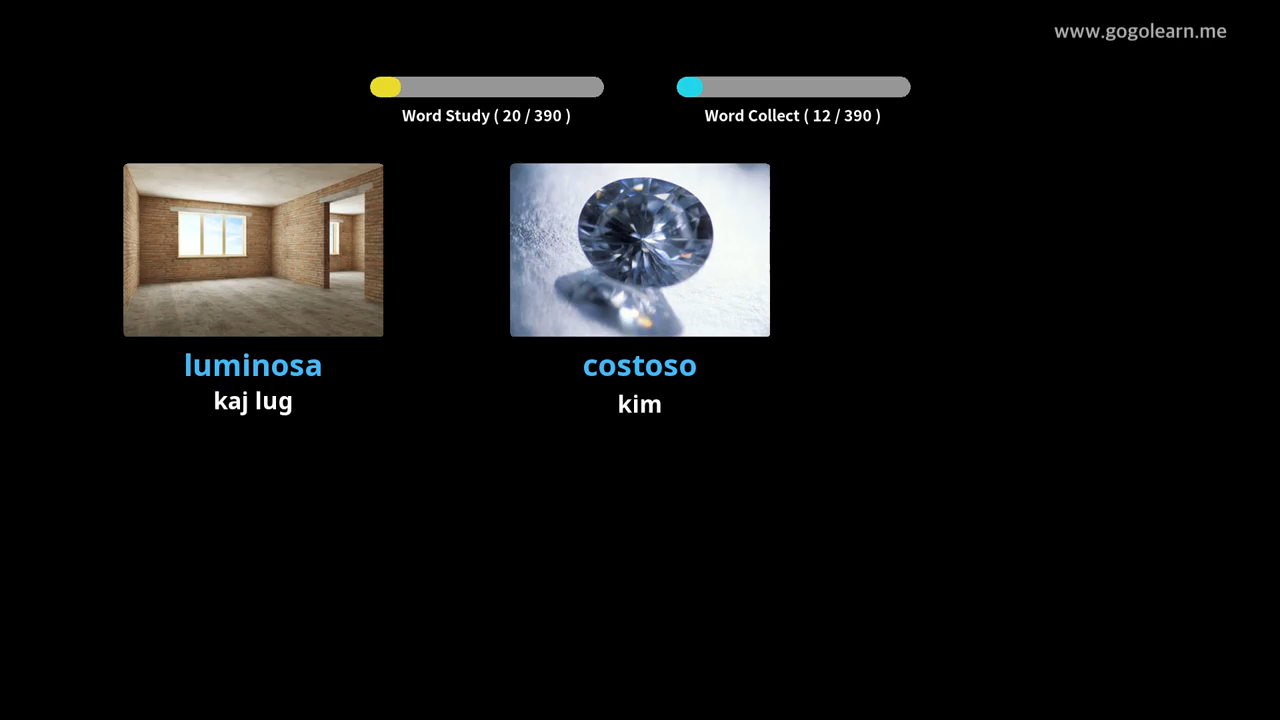 www.gogolearn.me
Word Study ( 20 / 390 )
Word Collect ( 12 / 390 )
luminosa
kaj lug
costoso
kim